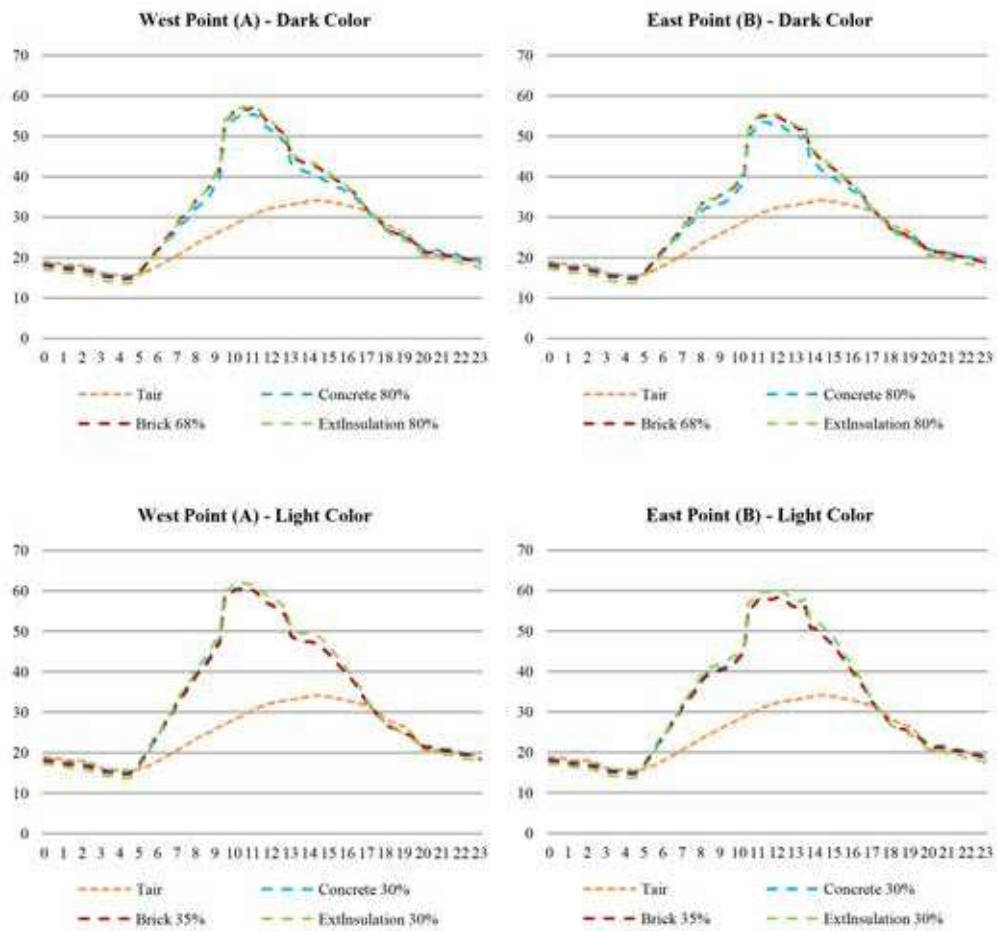 West Point (A) - Dark Color
70
60
50
40
30
20
10
0
0 1 2 3 4 5 6 7 8 9 10 11 12 13 14 15 16 17 18 19 20 21 22 23
Tair
Concrete 80%
Brick 68%
ExtInsulation 80%
East Point (B) - Dark Color
70
60
50
40
30
20
10
0
0 1 2 3 4 5 6 7 8 9 10 11 12 13 14 15 16 17 18 19 20 21 22 23
Tair
Concrete 80%
Brick 68%
ExtInsulation 80%
West Point (A) - Light Color
70
60
50
40
30
20
10
0
0 1 2 3 4 5 6 7 8 9 10 11 12 13 14 15 16 17 18 19 20 21 22 23
Tair
Concrete 30%
Brick 35%
ExtInsulation 30%
East Point (B) - Light Color
70
60
50
40
30
20
10
0
0 1 2 3 4 5 6 7 8 9 10 11 12 13 14 15 16 17 18 19 20 21 22 23
Tair
Concrete 30%
Brick 35%
ExtInsulation 30%